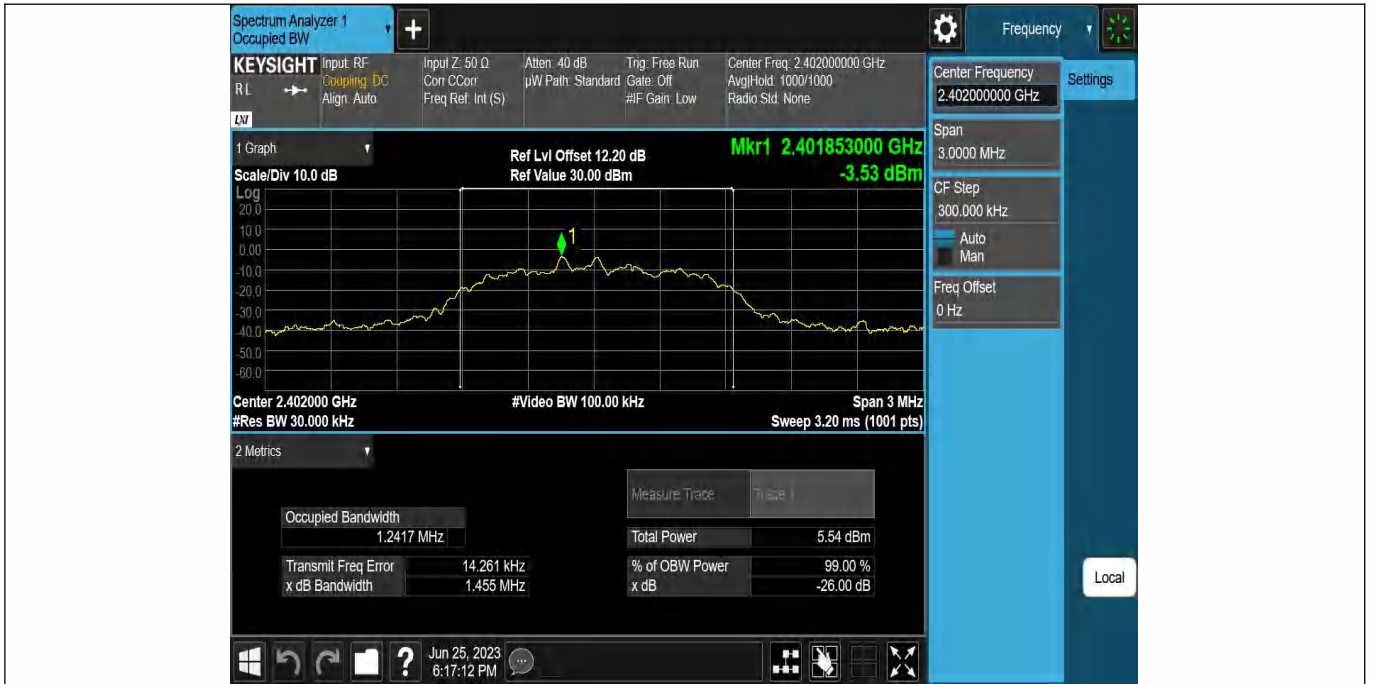 Spectrum Analyzer 1
Occupied BW
+
Frequency
KEYSIGHT
R L
LXI
Input: RF
Coupling: DC
Align: Auto
Input Z: 50 Ω
Corr CCorr
Freq Ref: Int (S)
Atten: 40 dB
µW Path: Standard
Trig: Free Run
Gate: Off
#IF Gain: Low
Center Freq: 2.402000000 GHz
Avg|Hold: 1000/1000
Radio Std: None
Center Frequency
2.402000000 GHz
Settings
Span
3.0000 MHz
CF Step
300.000 kHz
Auto
Man
Freq Offset
0 Hz
Local
1 Graph
Scale/Div 10.0 dB
Ref Lvl Offset 12.20 dB
Ref Value 30.00 dBm
Mkr1 2.401853000 GHz
-3.53 dBm
Log
20.0
10.0
0.00
-10.0
-20.0
-30.0
-40.0
-50.0
-60.0
1
Center 2.402000 GHz
#Res BW 30.000 kHz
#Video BW 100.00 kHz
Span 3 MHz
Sweep 3.20 ms (1001 pts)
2 Metrics
Measure Trace
Trace 1
Occupied Bandwidth
1.2417 MHz
Total Power
5.54 dBm
Transmit Freq Error
14.261 kHz
% of OBW Power
99.00 %
x dB Bandwidth
1.455 MHz
x dB
-26.00 dB
?
Jun 25, 2023
6:17:12 PM